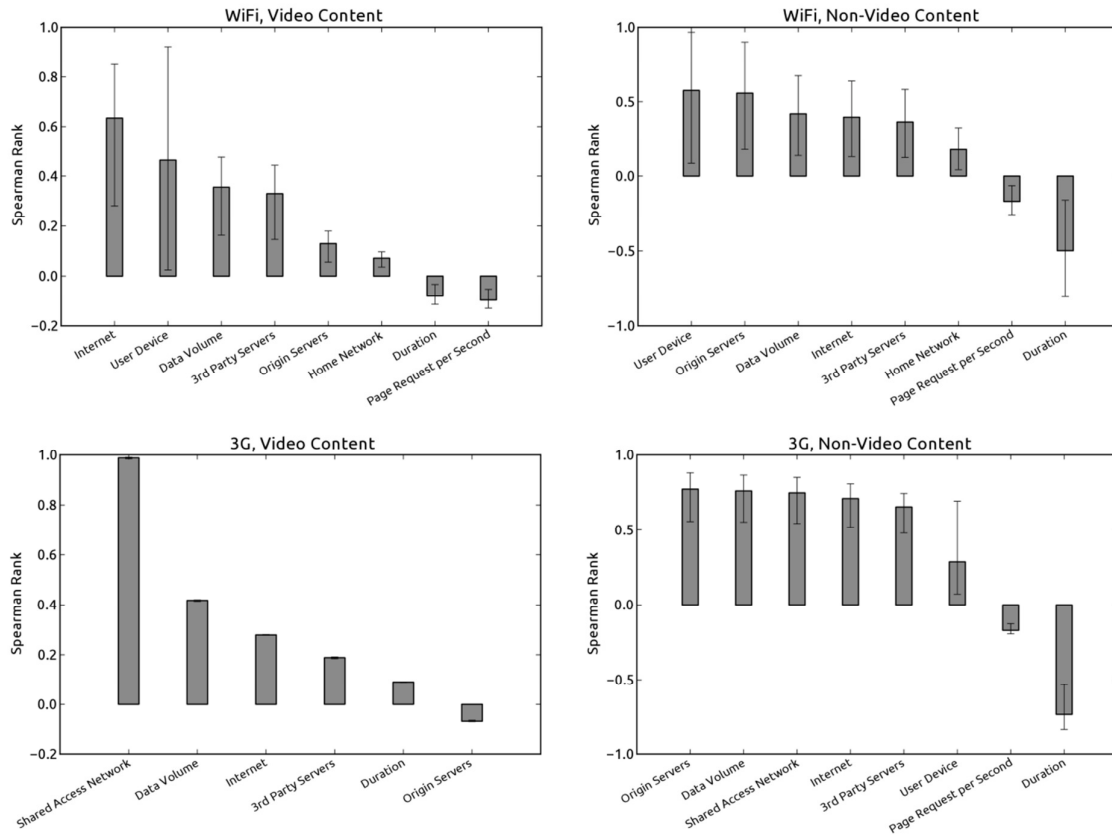 WiFi, Video Content
Spearman Rank
1.0
0.8
0.6
0.4
0.2
0.0
−0.2
Internet
User Device
Data Volume
3rd Party Servers
Origin Servers
Home Network
Duration
Page Request per Second
WiFi, Non-Video Content
Spearman Rank
1.0
0.5
0.0
−0.5
−1.0
User Device
Origin Servers
Data Volume
Internet
3rd Party Servers
Home Network
Page Request per Second
Duration
3G, Video Content
Spearman Rank
1.0
0.8
0.6
0.4
0.2
0.0
−0.2
Shared Access Network
Data Volume
Internet
3rd Party Servers
Duration
Origin Servers
3G, Non-Video Content
Spearman Rank
1.0
0.5
0.0
−0.5
−1.0
Origin Servers
Data Volume
Shared Access Network
Internet
3rd Party Servers
User Device
Page Request per Second
Duration